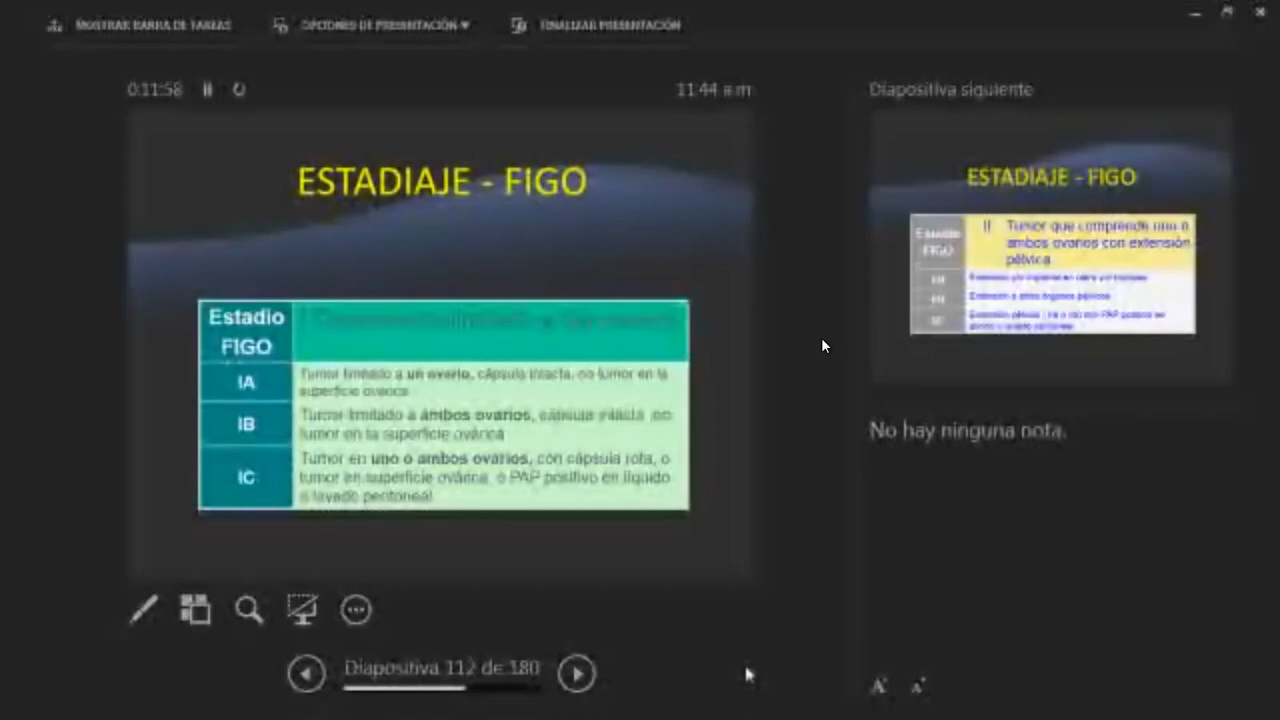 MOSTRAR BARRA DE TAREAS
OPCIONES DE PRESENTACIÓN
FINALIZAR PRESENTACIÓN
0:11:58
11:44 a.m.
Diapositiva siguiente
ESTADIAJE - FIGO
Estadio
FIGO
IA
Tumor limitado a un ovario, cápsula intacta, no tumor en la
superficie ovárica
IB
Tumor limitado a ambos ovarios, cápsula intacta no
tumor en la superficie ovárica
IC
Tumor en uno o ambos ovarios, con cápsula rota, o
tumor en superficie ovárica, o PAP positivo en líquido
o lavado peritoneal
ESTADIAJE - FIGO
Estadio
FIGO
II Tumor que comprende uno o
ambos ovarios con extensión
pélvica
Extensión a otros órganos pélvicos
No hay ninguna nota.
Diapositiva 112 de 180